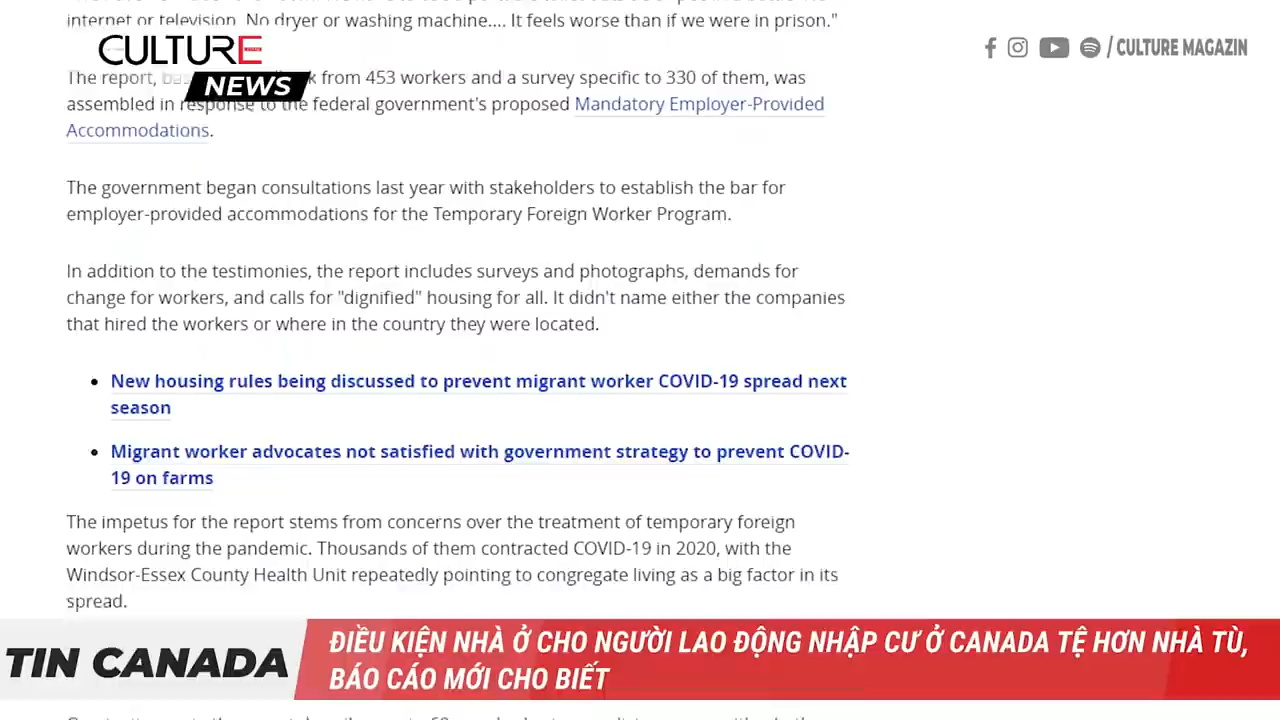 internet or television. No dryer or washing machine.... It feels worse than if we were in prison."
CULTURE
NEWS
/ CULTURE MAGAZIN
The report, from 453 workers and a survey specific to 330 of them, was
assembled in response to the federal government's proposed Mandatory Employer-Provided
Accommodations.
The government began consultations last year with stakeholders to establish the bar for
employer-provided accommodations for the Temporary Foreign Worker Program.
In addition to the testimonies, the report includes surveys and photographs, demands for
change for workers, and calls for "dignified" housing for all. It didn't name either the companies
that hired the workers or where in the country they were located.
• New housing rules being discussed to prevent migrant worker COVID-19 spread next
season
• Migrant worker advocates not satisfied with government strategy to prevent COVID-
19 on farms
The impetus for the report stems from concerns over the treatment of temporary foreign
workers during the pandemic. Thousands of them contracted COVID-19 in 2020, with the
Windsor-Essex County Health Unit repeatedly pointing to congregate living as a big factor in its
spread.
TIN CANADA
ĐIỀU KIỆN NHÀ Ở CHO NGƯỜI LAO ĐỘNG NHẬP CƯ Ở CANADA TỆ HƠN NHÀ TÙ,
BÁO CÁO MỚI CHO BIẾT